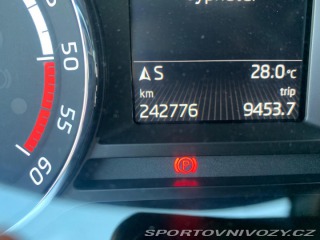 50
55
60
S 28.0°C
km trip
242776 9453.7
P
SPORTOVNIVOZY.CZ